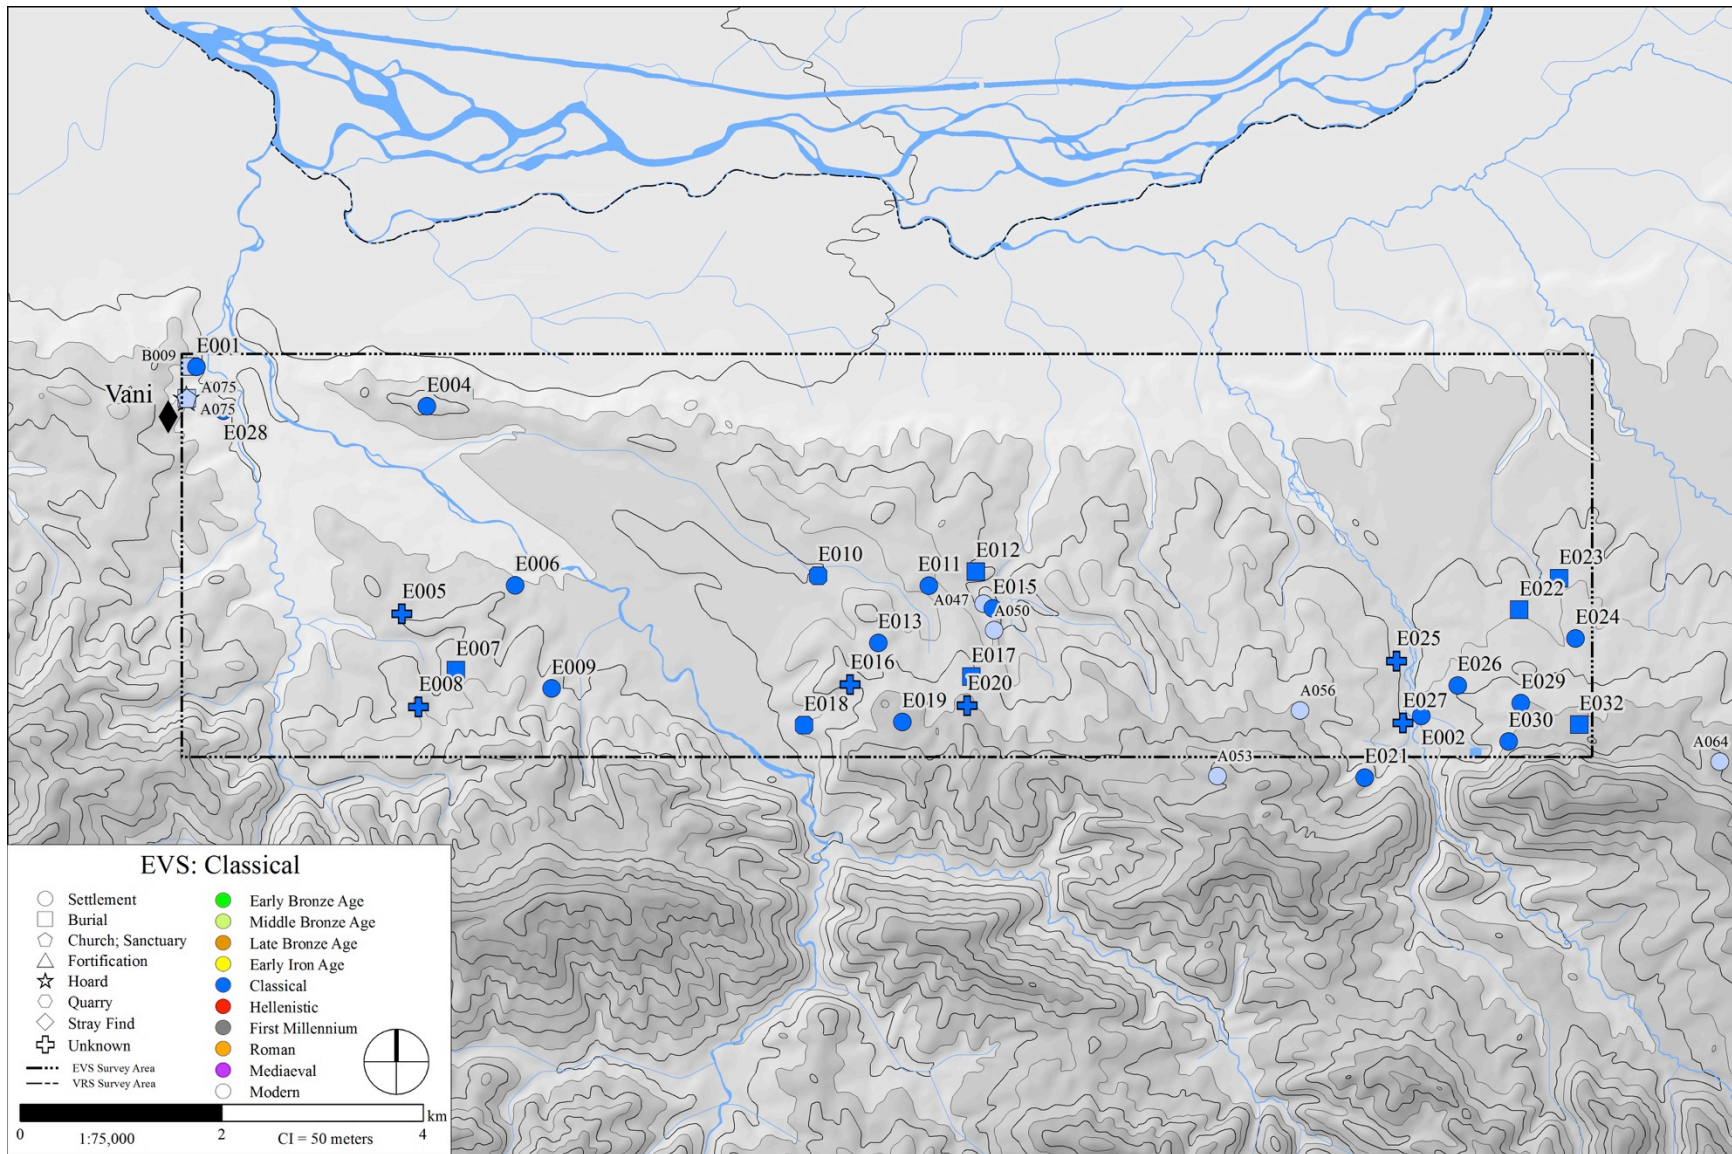 B009
E001
Vani
A075
A075
E028
E004
E005
E006
E007
E008
E009
E010
E011
E012
A047
E015
A050
E013
E016
E017
E018
E019
E020
E023
E022
E024
E025
E026
A056
E027
E029
E002
E030
E032
A053
E021
A064
EVS: Classical
Settlement
Burial
Church; Sanctuary
Fortification
Hoard
Quarry
Stray Find
Unknown
EVS Survey Area
VRS Survey Area
Early Bronze Age
Middle Bronze Age
Late Bronze Age
Early Iron Age
Classical
Hellenistic
First Millennium
Roman
Mediaeval
Modern
km
0 1:75,000 2 CI = 50 meters 4